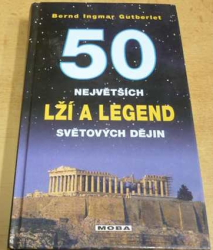 Bernd Ingmar Gutberlet
50
NEJVĚTŠÍCH
LŽÍ A LEGEND
SVĚTOVÝCH DĚJIN
MOBA